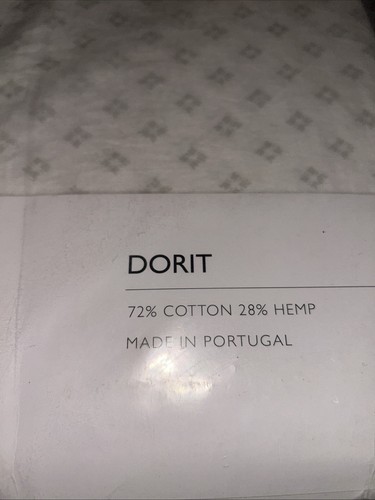 DORIT
72% COTTON 28% HEMP
MADE IN PORTUGAL